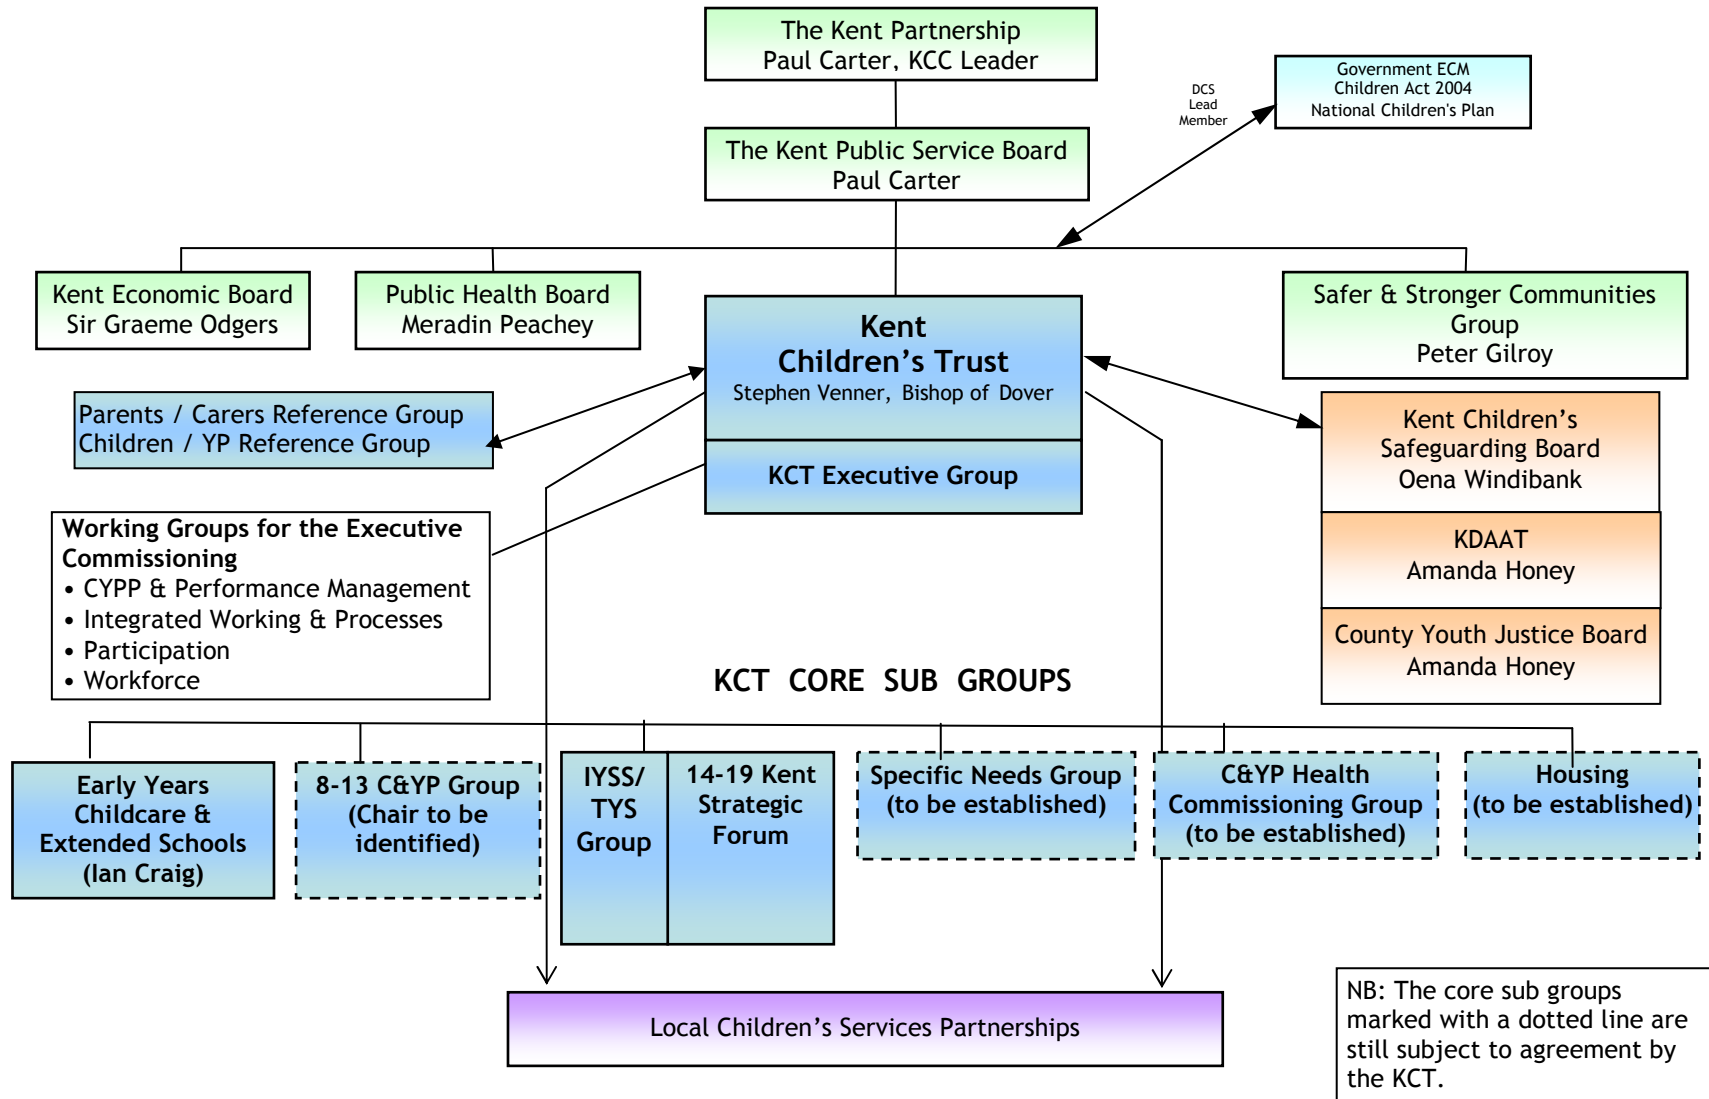 The Kent Partnership
Paul Carter, KCC Leader
Government ECM
Children Act 2004
National Children's Plan
DCS
Lead
Member
The Kent Public Service Board
Paul Carter
Kent Economic Board
Sir Graeme Odgers
Public Health Board
Meradin Peachey
Safer & Stronger Communities
Group
Peter Gilroy
Kent
Children’s Trust
Stephen Venner, Bishop of Dover
KCT Executive Group
Parents / Carers Reference Group
Children / YP Reference Group
Kent Children’s
Safeguarding Board
Oena Windibank
KDAAT
Amanda Honey
County Youth Justice Board
Amanda Honey
Working Groups for the Executive
Commissioning
• CYPP & Performance Management
• Integrated Working & Processes
• Participation
• Workforce
KCT CORE SUB GROUPS
Early Years
Childcare &
Extended Schools
(Ian Craig)
8-13 C&YP Group
(Chair to be
identified)
IYSS/
TYS
Group
14-19 Kent
Strategic
Forum
Specific Needs Group
(to be established)
C&YP Health
Commissioning Group
(to be established)
Housing
(to be established)
Local Children’s Services Partnerships
NB: The core sub groups
marked with a dotted line are
still subject to agreement by
the KCT.